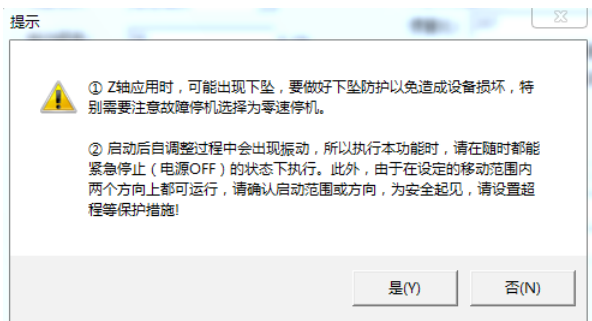 提示
① Z轴应用时，可能出现下坠，要做好下坠防护以免造成设备损坏，特
别需要注意故障停机选择为零速停机。
② 启动后自调整过程中会出现振动，所以执行本功能时，请在随时都能
紧急停止（电源OFF）的状态下执行。此外，由于在设定的移动范围内
两个方向上都可运行，请确认启动范围或方向，为安全起见，请设置超
程等保护措施!
是(Y)
否(N)